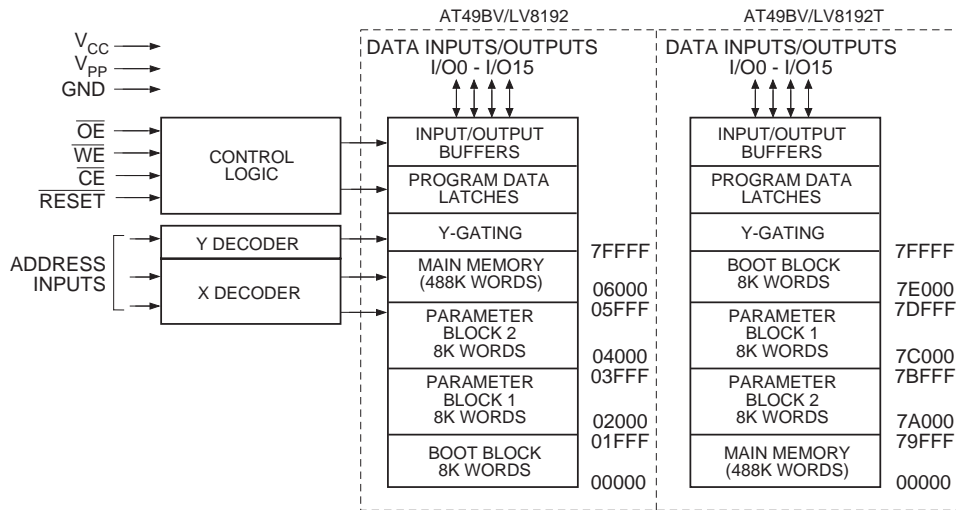 AT49BV/LV8192
AT49BV/LV8192T
VCC
VPP
GND
OE
WE
CE
RESET
CONTROL
LOGIC
ADDRESS
INPUTS
Y DECODER
X DECODER
DATA INPUTS/OUTPUTS
I/O0 - I/O15
INPUT/OUTPUT
BUFFERS
PROGRAM DATA
LATCHES
Y-GATING
MAIN MEMORY
(488K WORDS)
PARAMETER
BLOCK 2
8K WORDS
PARAMETER
BLOCK 1
8K WORDS
BOOT BLOCK
8K WORDS
7FFFF
06000
05FFF
04000
03FFF
02000
01FFF
00000
DATA INPUTS/OUTPUTS
I/O0 - I/O15
INPUT/OUTPUT
BUFFERS
PROGRAM DATA
LATCHES
Y-GATING
BOOT BLOCK
8K WORDS
PARAMETER
BLOCK 1
8K WORDS
PARAMETER
BLOCK 2
8K WORDS
MAIN MEMORY
(488K WORDS)
7FFFF
7E000
7DFFF
7C000
7BFFF
7A000
79FFF
00000